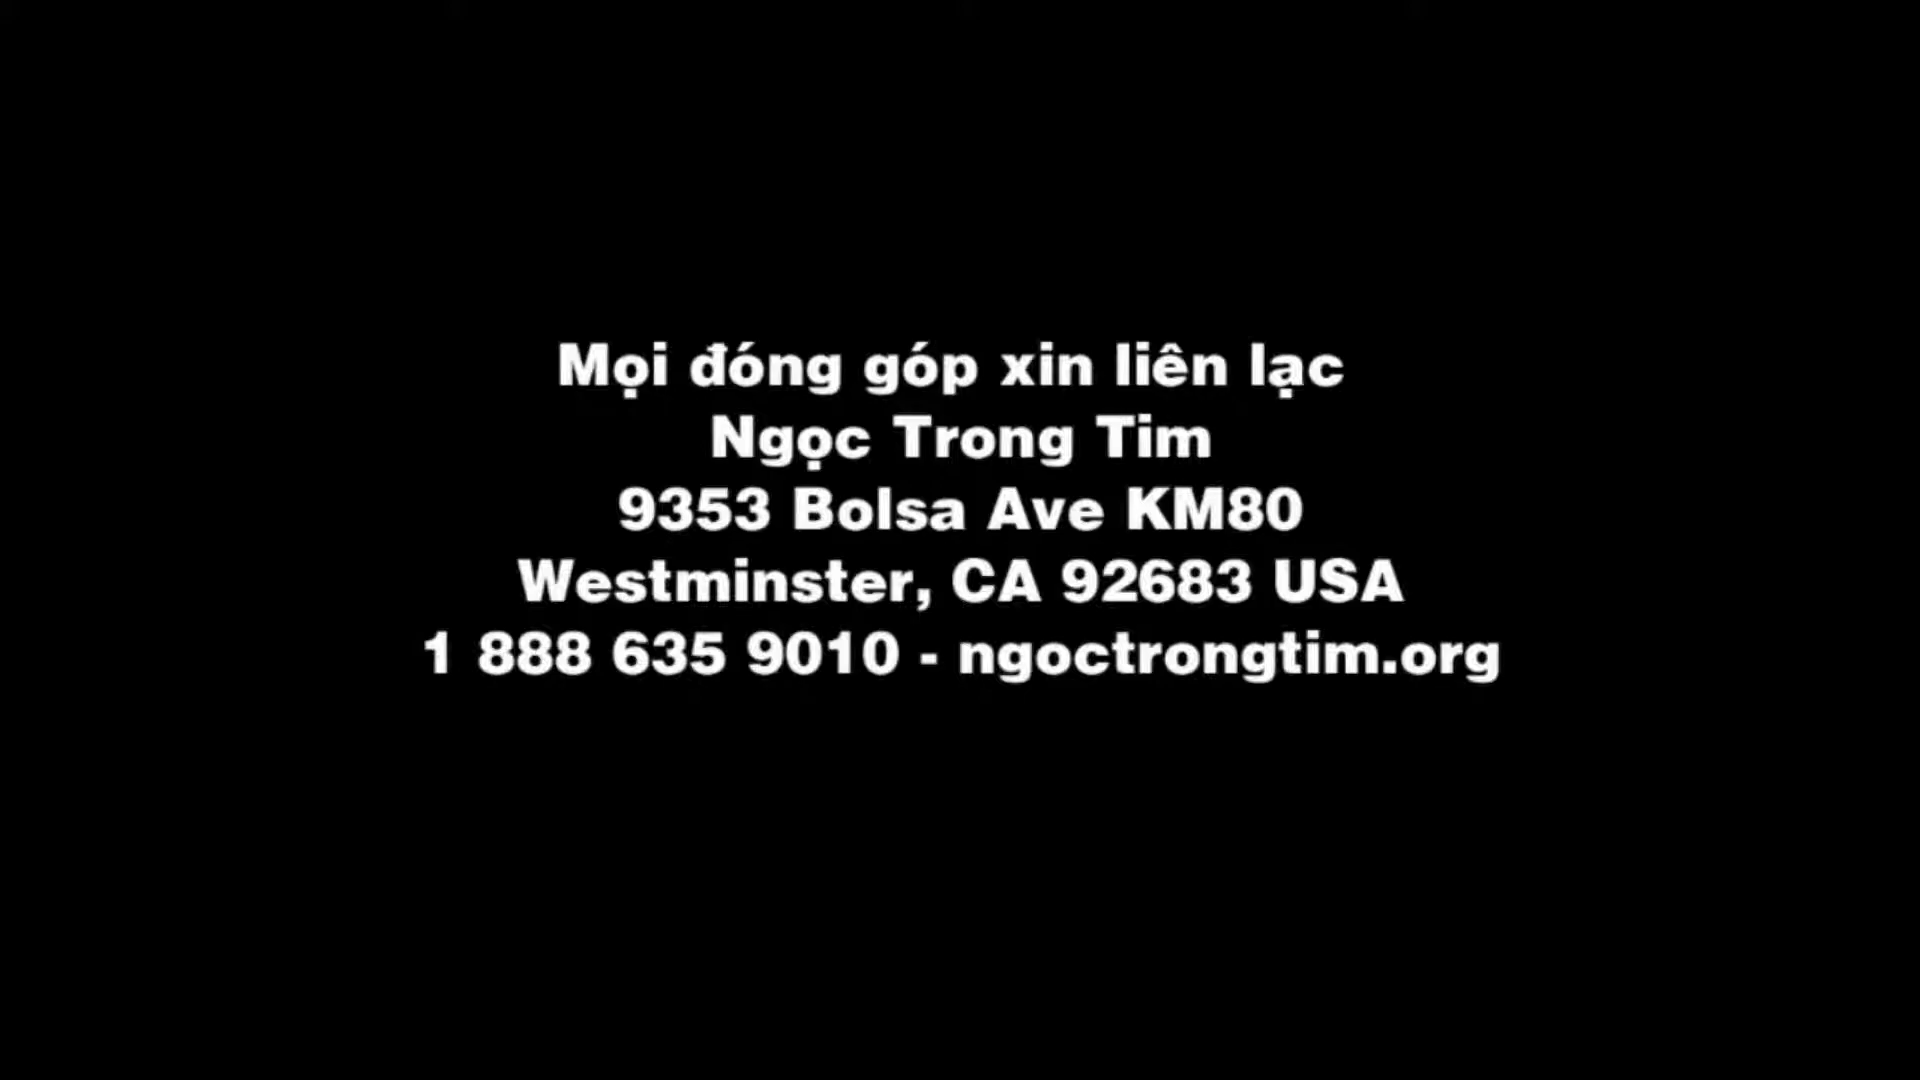 Mọi đóng góp xin liên lạc
Ngọc Trong Tim
9353 Bolsa Ave KM80
Westminster, CA 92683 USA
1 888 635 9010 - ngoctrongtim.org